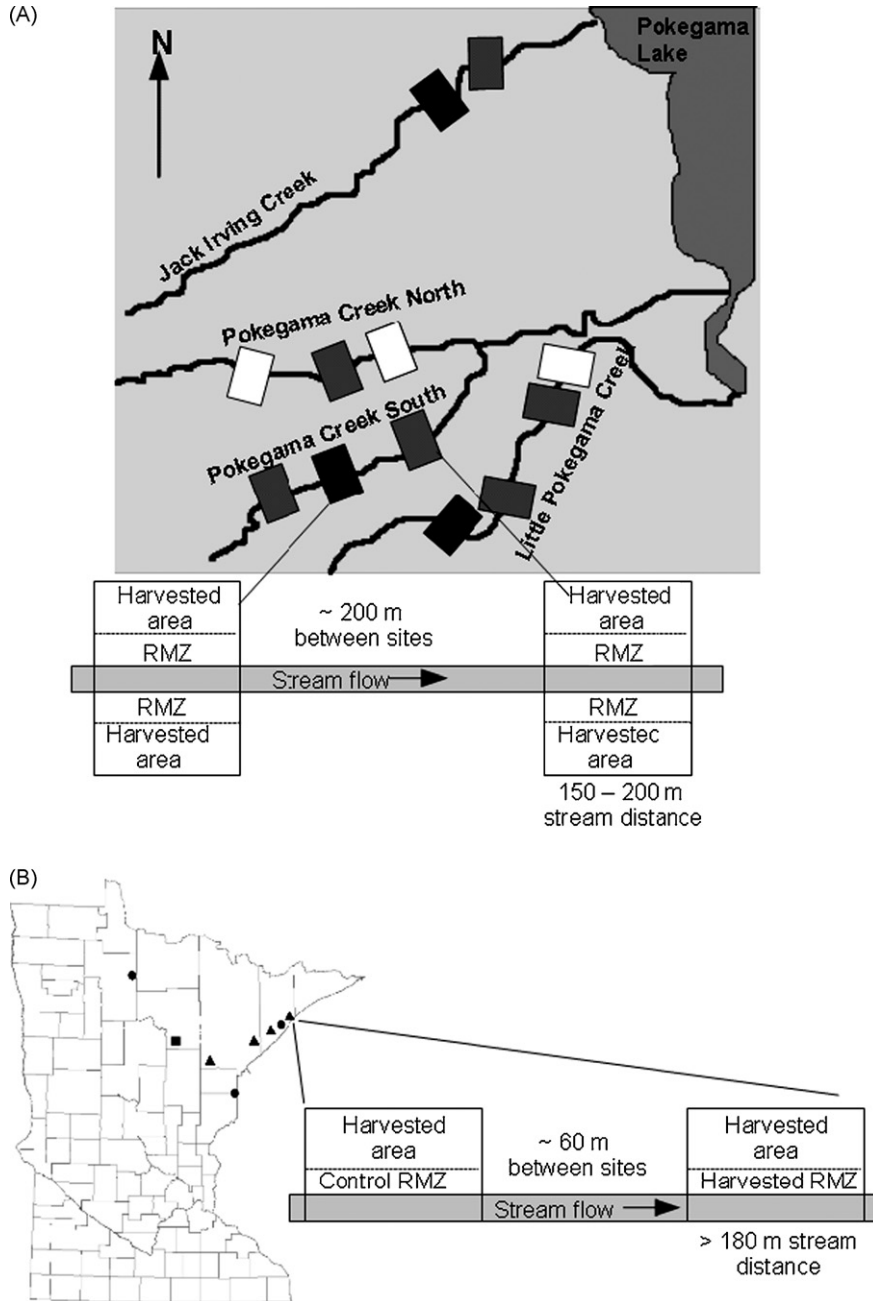 (A)
N
Pokegama
Lake
Jack Irving Creek
Pokegama Creek North
Pokegama Creek South
Little Pokegama Creek
Harvested
area
RMZ
RMZ
Harvested
area
~ 200 m
between sites
Stream flow
Harvested
area
RMZ
RMZ
Harvestec
area
150 – 200 m
stream distance
(B)
Harvested
area
Control RMZ
~ 60 m
between sites
Stream flow
Harvested
area
Harvested RMZ
> 180 m stream
distance